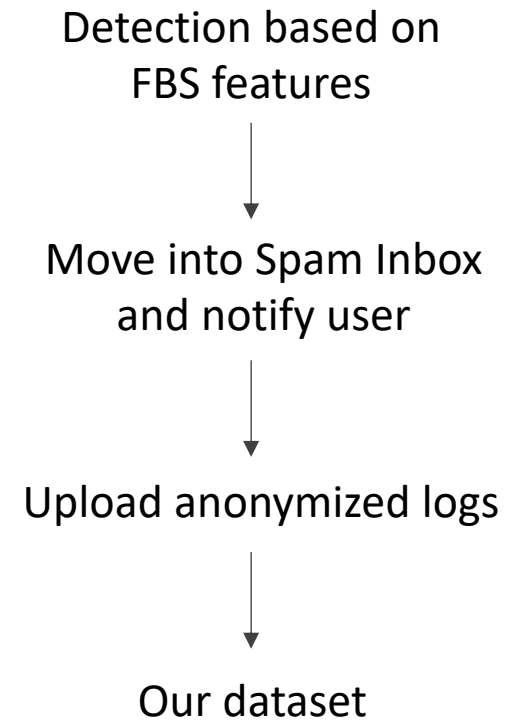 Detection based on
FBS features
Move into Spam Inbox
and notify user
Upload anonymized logs
Our dataset